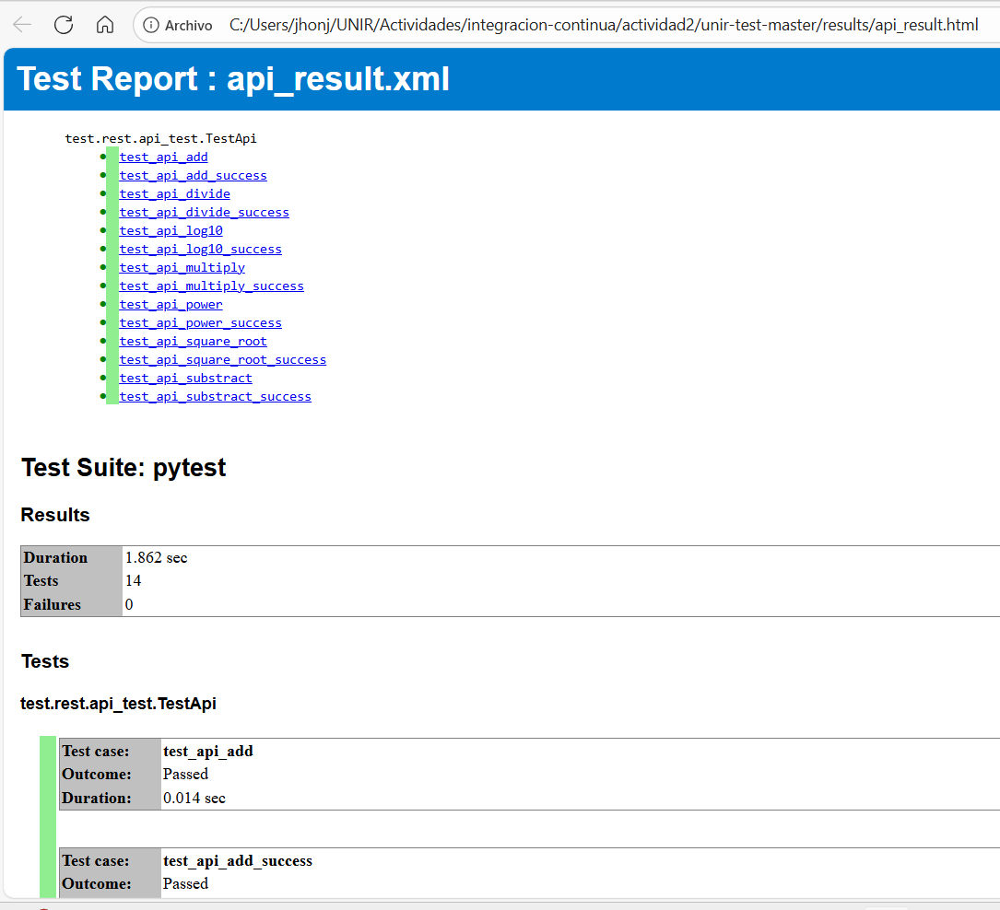 Archivo C:/Users/jhonj/UNIR/Actividades/integracion-continua/actividad2/unir-test-master/results/api_result.html
Test Report : api_result.xml
test.rest.api_test.TestApi
test_api_add
test_api_add_success
test_api_divide
test_api_divide_success
test_api_log10
test_api_log10_success
test_api_multiply
test_api_multiply_success
test_api_power
test_api_power_success
test_api_square_root
test_api_square_root_success
test_api_substract
test_api_substract_success
Test Suite: pytest
Results
Duration 1.862 sec
Tests 14
Failures 0
Tests
test.rest.api_test.TestApi
Test case: test_api_add
Outcome: Passed
Duration: 0.014 sec
Test case: test_api_add_success
Outcome: Passed